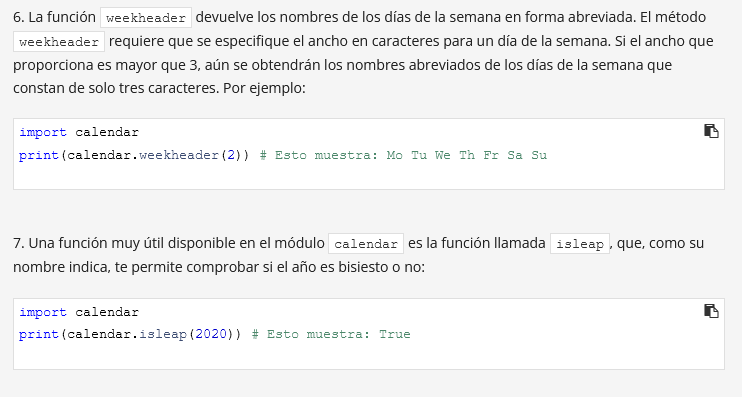 6. La función weekheader devuelve los nombres de los días de la semana en forma abreviada. El método
weekheader requiere que se especifique el ancho en caracteres para un día de la semana. Si el ancho que
proporciona es mayor que 3, aún se obtendrán los nombres abreviados de los días de la semana que
constan de solo tres caracteres. Por ejemplo:
import calendar
print(calendar.weekheader(2)) # Esto muestra: Mo Tu We Th Fr Sa Su
7. Una función muy útil disponible en el módulo calendar es la función llamada isleap, que, como su
nombre indica, te permite comprobar si el año es bisiesto o no:
import calendar
print(calendar.isleap(2020)) # Esto muestra: True